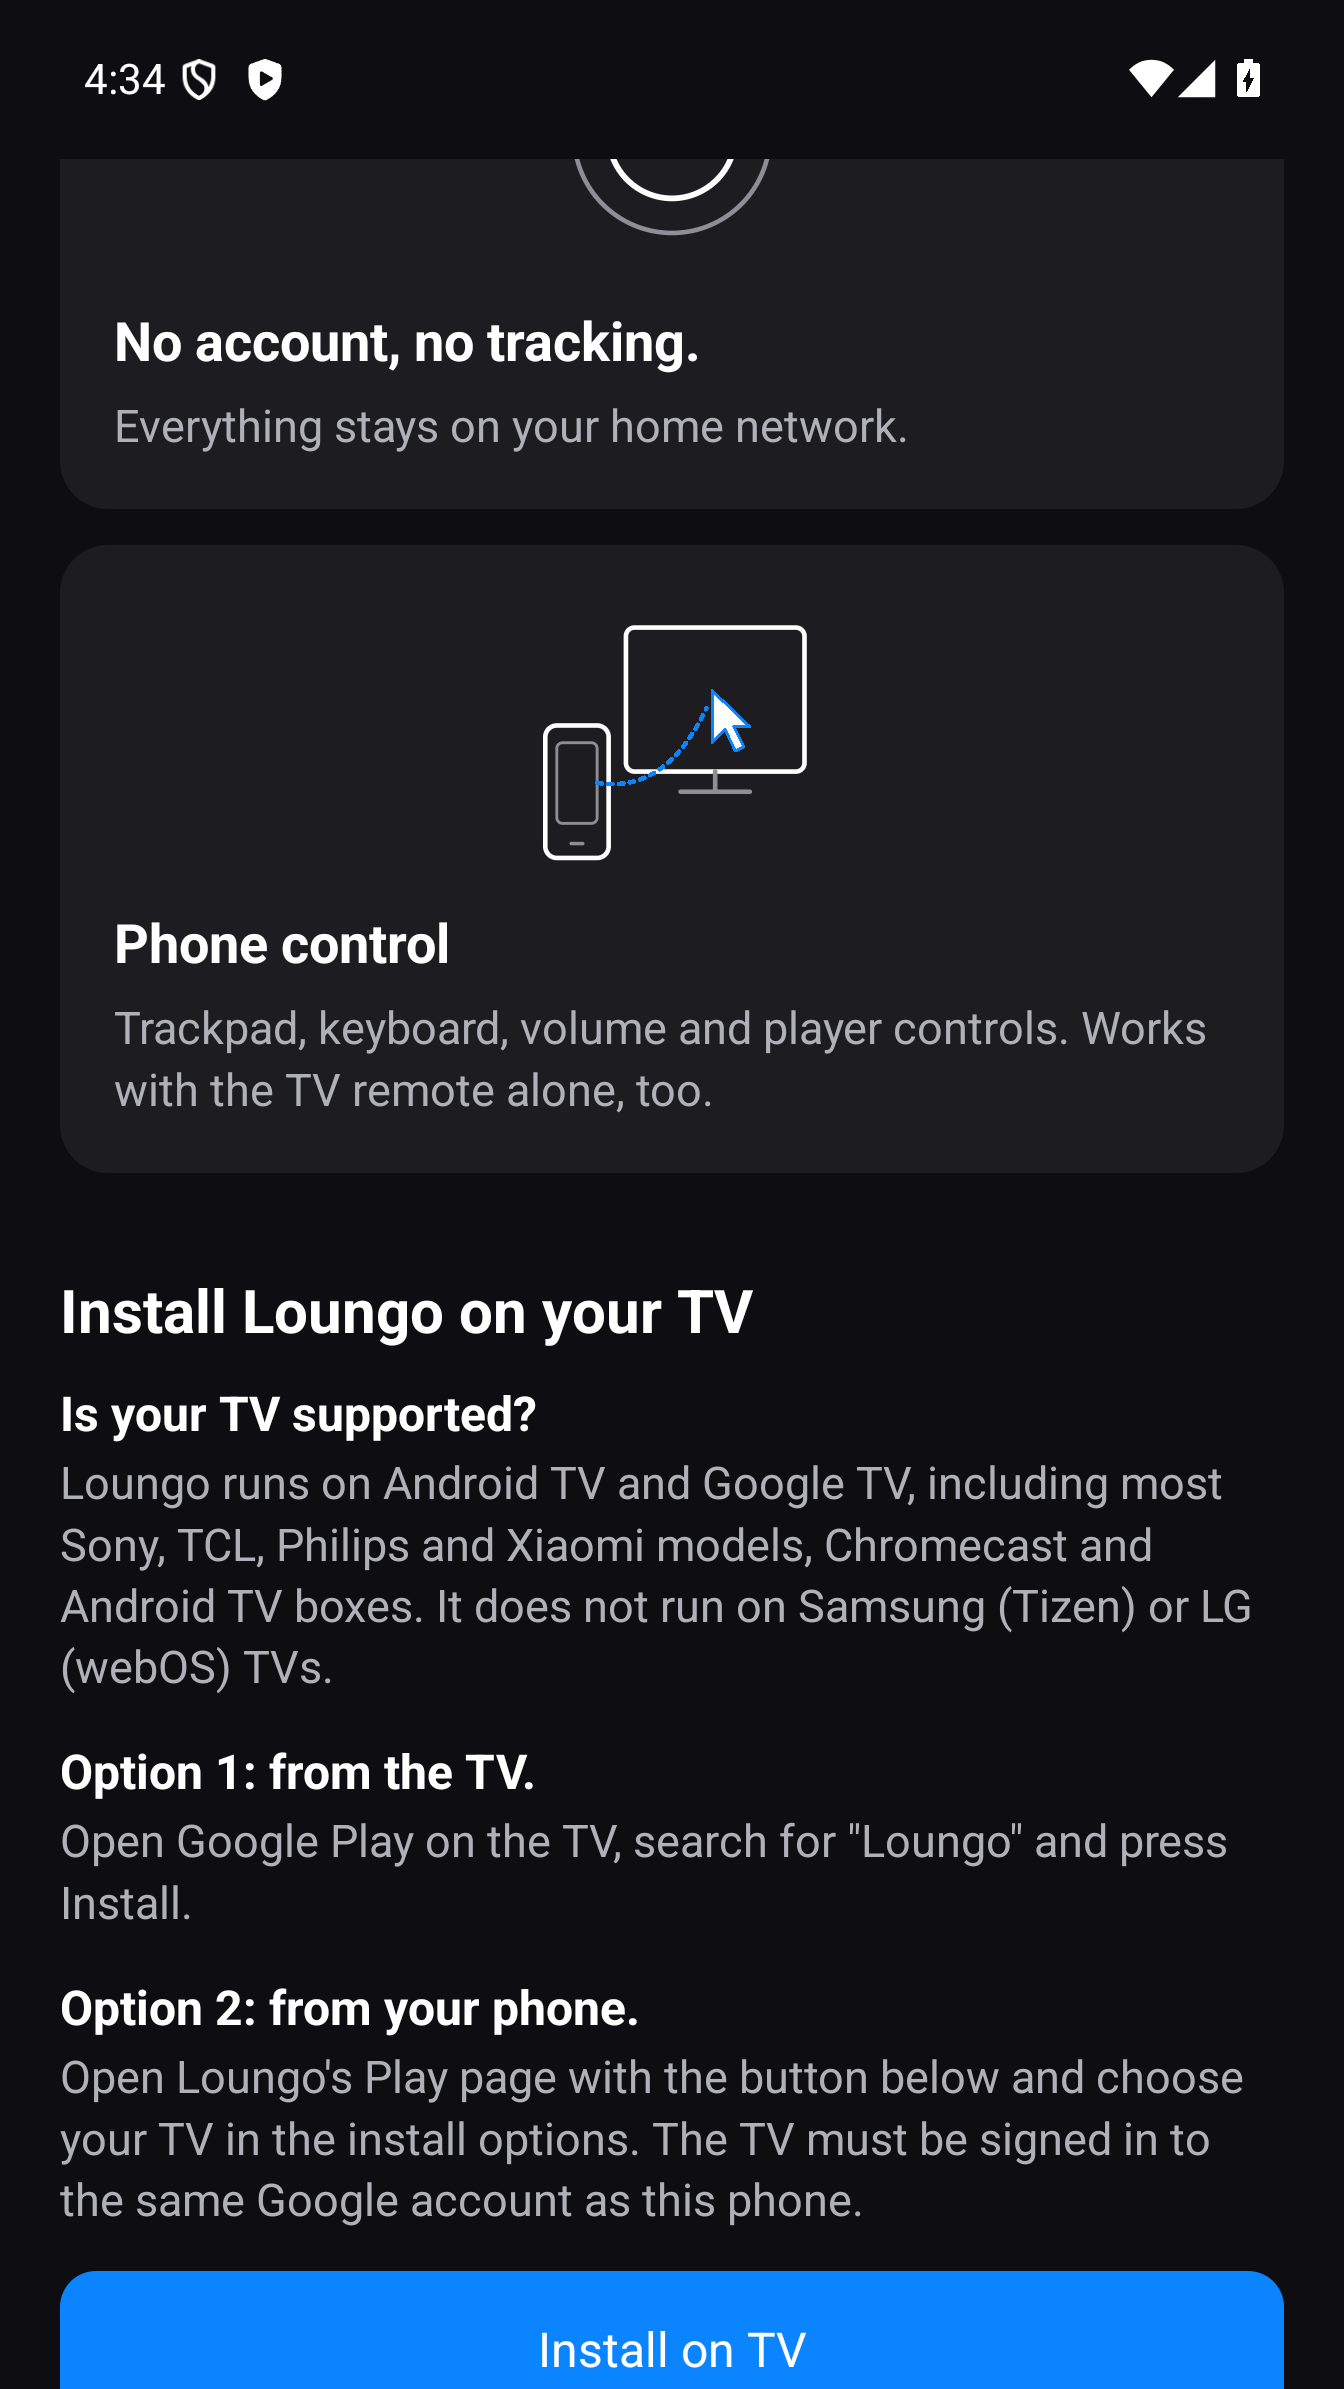 4:34
No account, no tracking.
Everything stays on your home network.
Phone control
Trackpad, keyboard, volume and player controls. Works
with the TV remote alone, too.
Install Loungo on your TV
Is your TV supported?
Loungo runs on Android TV and Google TV, including most
Sony, TCL, Philips and Xiaomi models, Chromecast and
Android TV boxes. It does not run on Samsung (Tizen) or LG
(webOS) TVs.
Option 1: from the TV.
Open Google Play on the TV, search for "Loungo" and press
Install.
Option 2: from your phone.
Open Loungo's Play page with the button below and choose
your TV in the install options. The TV must be signed in to
the same Google account as this phone.
Install on TV